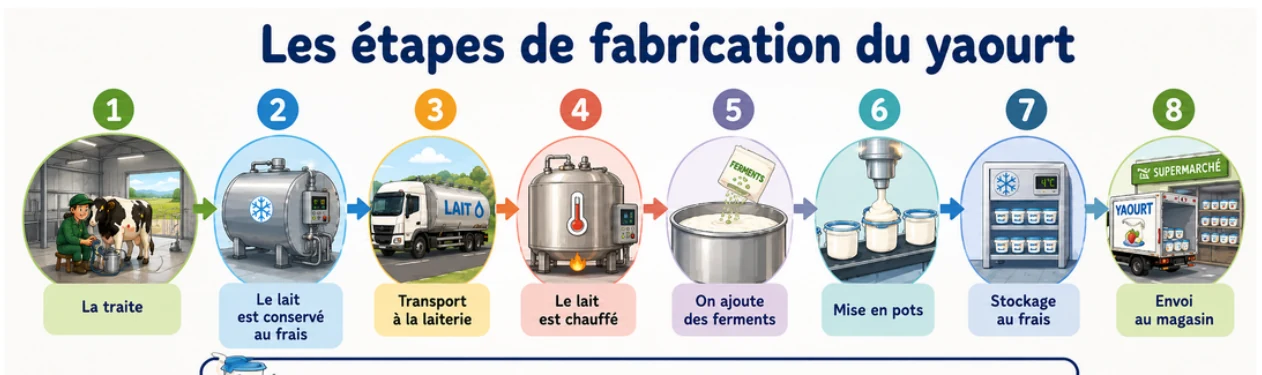 Les étapes de fabrication du yaourt
1
2
3
4
5
6
7
8
LAIT
FERMENTS
4°C
SUPERMARCHÉ
YAOURT
La traite
Le lait
est conservé
au frais
Transport
à la laiterie
Le lait
est chauffé
On ajoute
des ferments
Mise en pots
Stockage
au frais
Envoi
au magasin